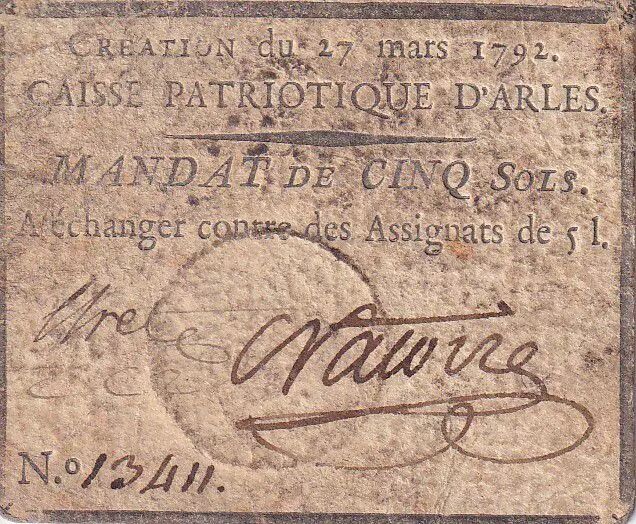 CRÉATION du 27 mars 1792.
CAISSE PATRIOTIQUE D'ARLES.
MANDAT DE CINQ SOLS.
A échanger contre des Assignats de 5 l.
N.º 13411.